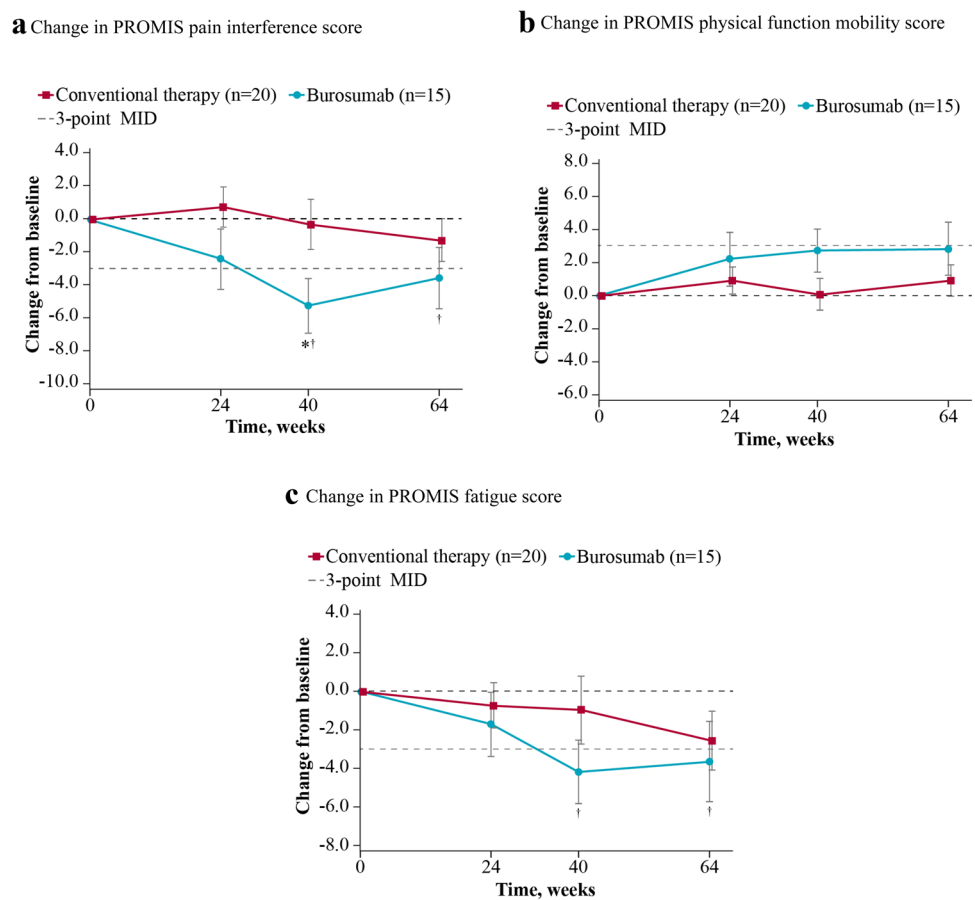 a Change in PROMIS pain interference score
Conventional therapy (n=20) Burosumab (n=15)
3-point MID
4.0
2.0
0.0
-2.0
-4.0
-6.0
-8.0
-10.0
Change from baseline
*†
†
0 24 40 64
Time, weeks
b Change in PROMIS physical function mobility score
Conventional therapy (n=20) Burosumab (n=15)
3-point MID
8.0
6.0
4.0
2.0
0.0
-2.0
-4.0
-6.0
Change from baseline
0 24 40 64
Time, weeks
c Change in PROMIS fatigue score
Conventional therapy (n=20) Burosumab (n=15)
3-point MID
4.0
2.0
0.0
-2.0
-4.0
-6.0
-8.0
Change from baseline
† †
0 24 40 64
Time, weeks